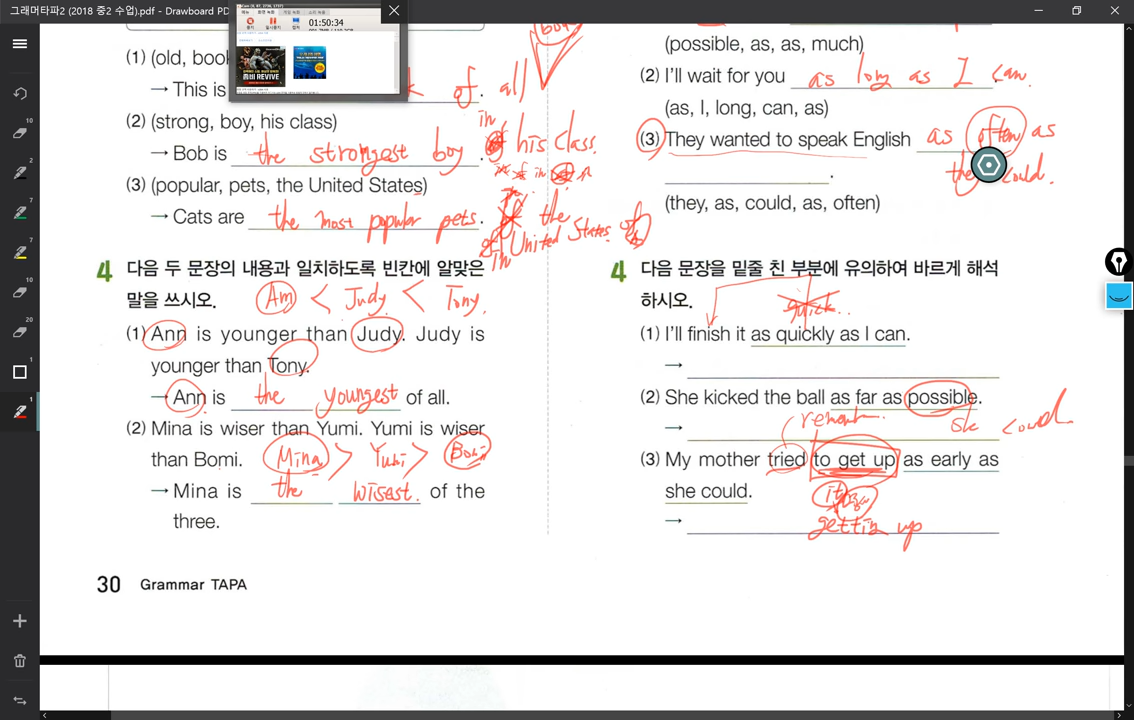 그래머타파2 (2018 중2 수업).pdf - Drawboard PD
01:50:34
(1) (old, book
→ This is of all.
(2) (strong, boy, his class)
→ Bob is the strongest boy in his class.
(3) (popular, pets, the United States)
→ Cats are the most popular pets in the United States.
4 다음 두 문장의 내용과 일치하도록 빈칸에 알맞은
말을 쓰시오.
Ann < Judy < Tony.
(1) Ann is younger than Judy. Judy is
younger than Tony.
→ Ann is the youngest of all.
(2) Mina is wiser than Yumi. Yumi is wiser
than Bomi. Mina > Yumi > Bomi
→ Mina is the wisest of the
three.
30 Grammar TAPA
(possible, as, as, much)
(2) I'll wait for you as long as I can.
(as, I, long, can, as)
(3) They wanted to speak English as often as
they could.
(they, as, could, as, often)
4 다음 문장을 밑줄 친 부분에 유의하여 바르게 해석
하시오.
quick
(1) I'll finish it as quickly as I can.
→
(2) She kicked the ball as far as possible.
→ she could
(3) My mother tried to get up as early as
she could.
→ getting up